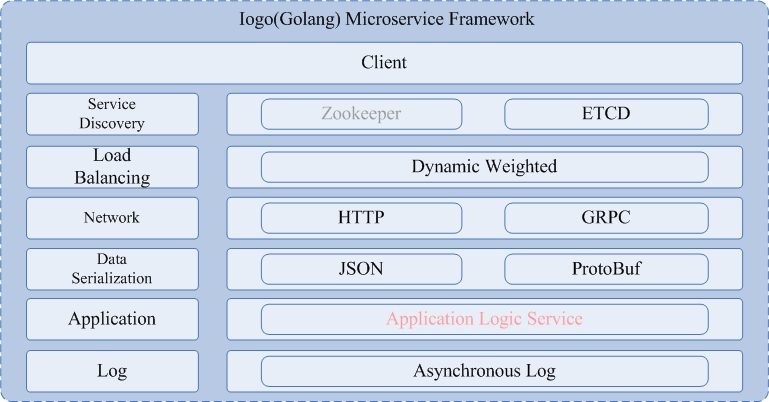 Iogo(Golang) Microservice Framework
Client
Service
Discovery
Zookeeper
ETCD
Load
Balancing
Dynamic Weighted
Network
HTTP
GRPC
Data
Serialization
JSON
ProtoBuf
Application
Application Logic Service
Log
Asynchronous Log